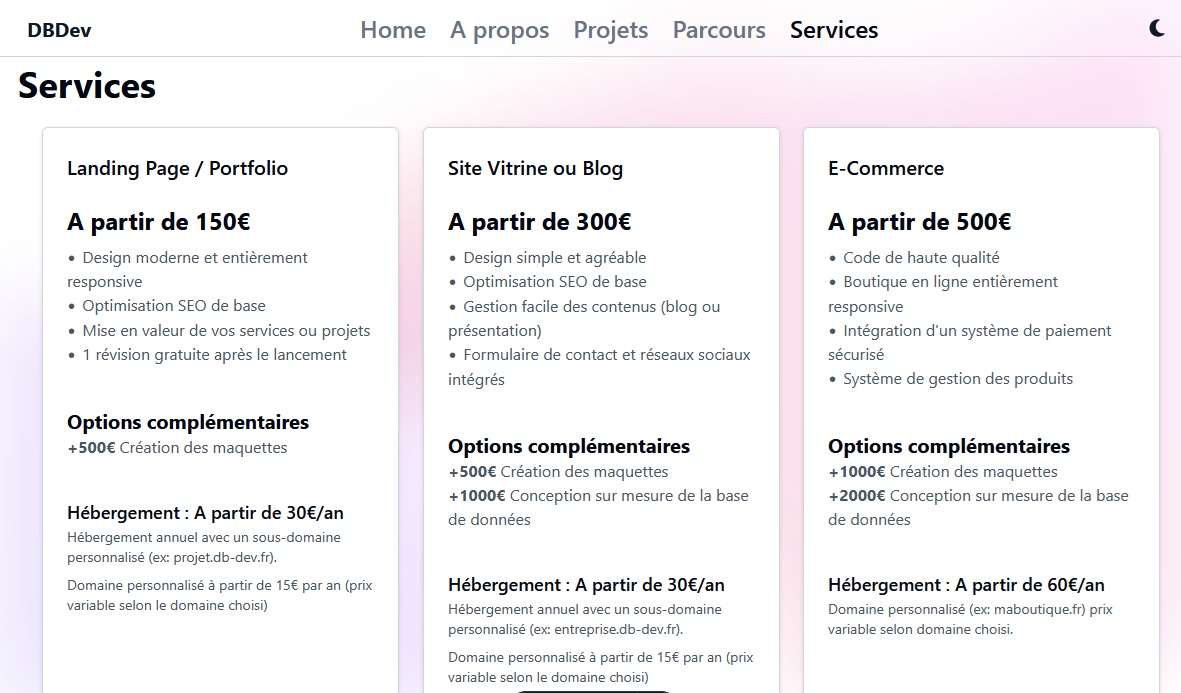 DBDev
Home A propos Projets Parcours Services
Services
Landing Page / Portfolio
A partir de 150€
• Design moderne et entièrement
responsive
• Optimisation SEO de base
• Mise en valeur de vos services ou projets
• 1 révision gratuite après le lancement
Options complémentaires
+500€ Création des maquettes
Hébergement : A partir de 30€/an
Hébergement annuel avec un sous-domaine
personnalisé (ex: projet.db-dev.fr).
Domaine personnalisé à partir de 15€ par an (prix
variable selon le domaine choisi)
Site Vitrine ou Blog
A partir de 300€
• Design simple et agréable
• Optimisation SEO de base
• Gestion facile des contenus (blog ou
présentation)
• Formulaire de contact et réseaux sociaux
intégrés
Options complémentaires
+500€ Création des maquettes
+1000€ Conception sur mesure de la base
de données
Hébergement : A partir de 30€/an
Hébergement annuel avec un sous-domaine
personnalisé (ex: entreprise.db-dev.fr).
Domaine personnalisé à partir de 15€ par an (prix
variable selon le domaine choisi)
E-Commerce
A partir de 500€
• Code de haute qualité
• Boutique en ligne entièrement
responsive
• Intégration d'un système de paiement
sécurisé
• Système de gestion des produits
Options complémentaires
+1000€ Création des maquettes
+2000€ Conception sur mesure de la base
de données
Hébergement : A partir de 60€/an
Domaine personnalisé (ex: maboutique.fr) prix
variable selon domaine choisi.